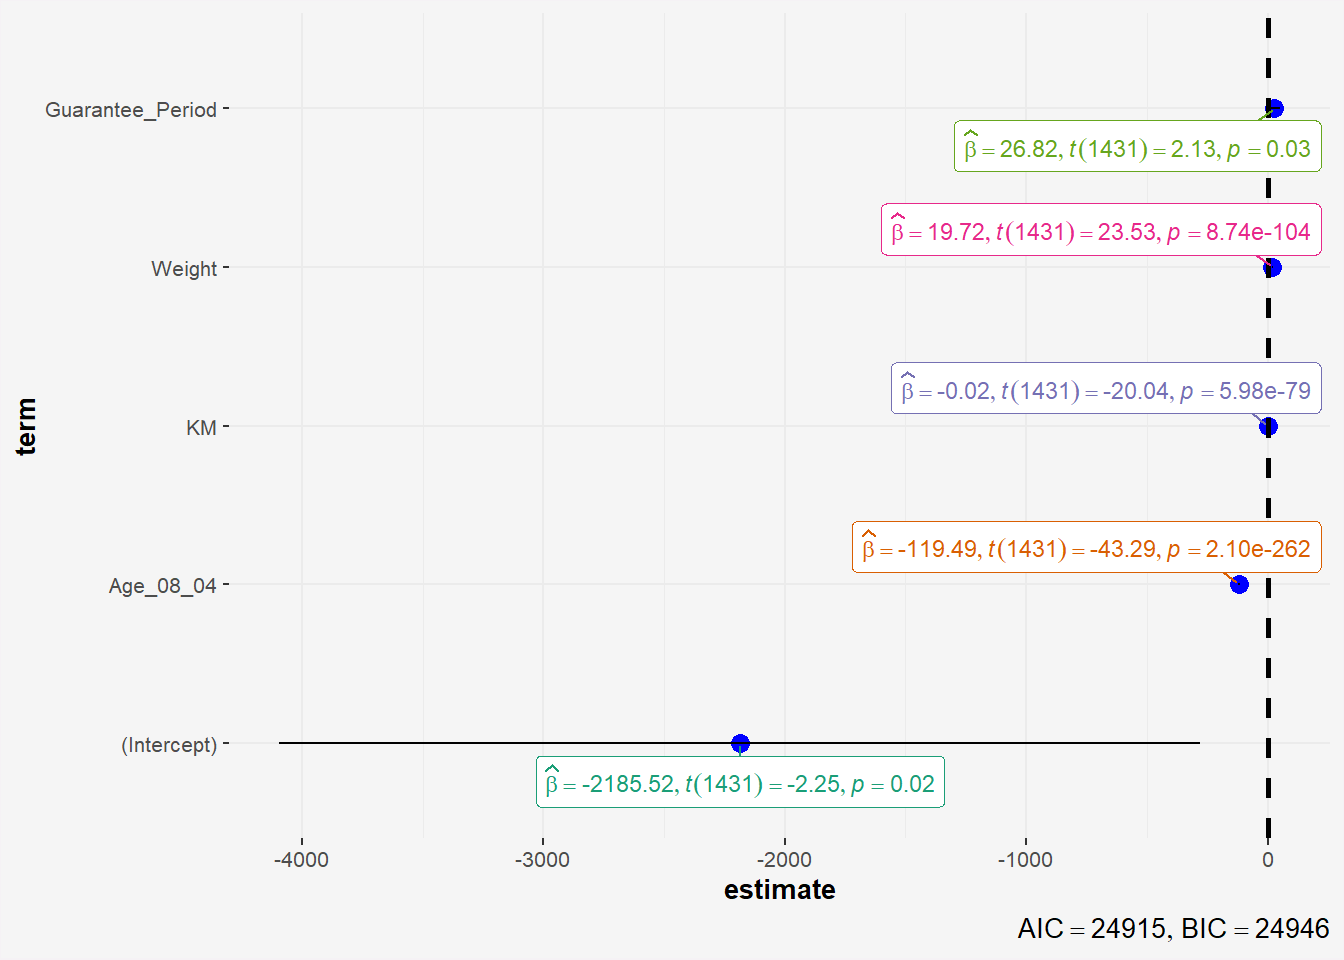 Guarantee_Period
β̂ = 26.82, t(1431) = 2.13, p = 0.03
β̂ = 19.72, t(1431) = 23.53, p = 8.74e-104
Weight
β̂ = -0.02, t(1431) = -20.04, p = 5.98e-79
KM
term
β̂ = -119.49, t(1431) = -43.29, p = 2.10e-262
Age_08_04
(Intercept)
β̂ = -2185.52, t(1431) = -2.25, p = 0.02
-4000 -3000 -2000 -1000 0
estimate
AIC = 24915, BIC = 24946